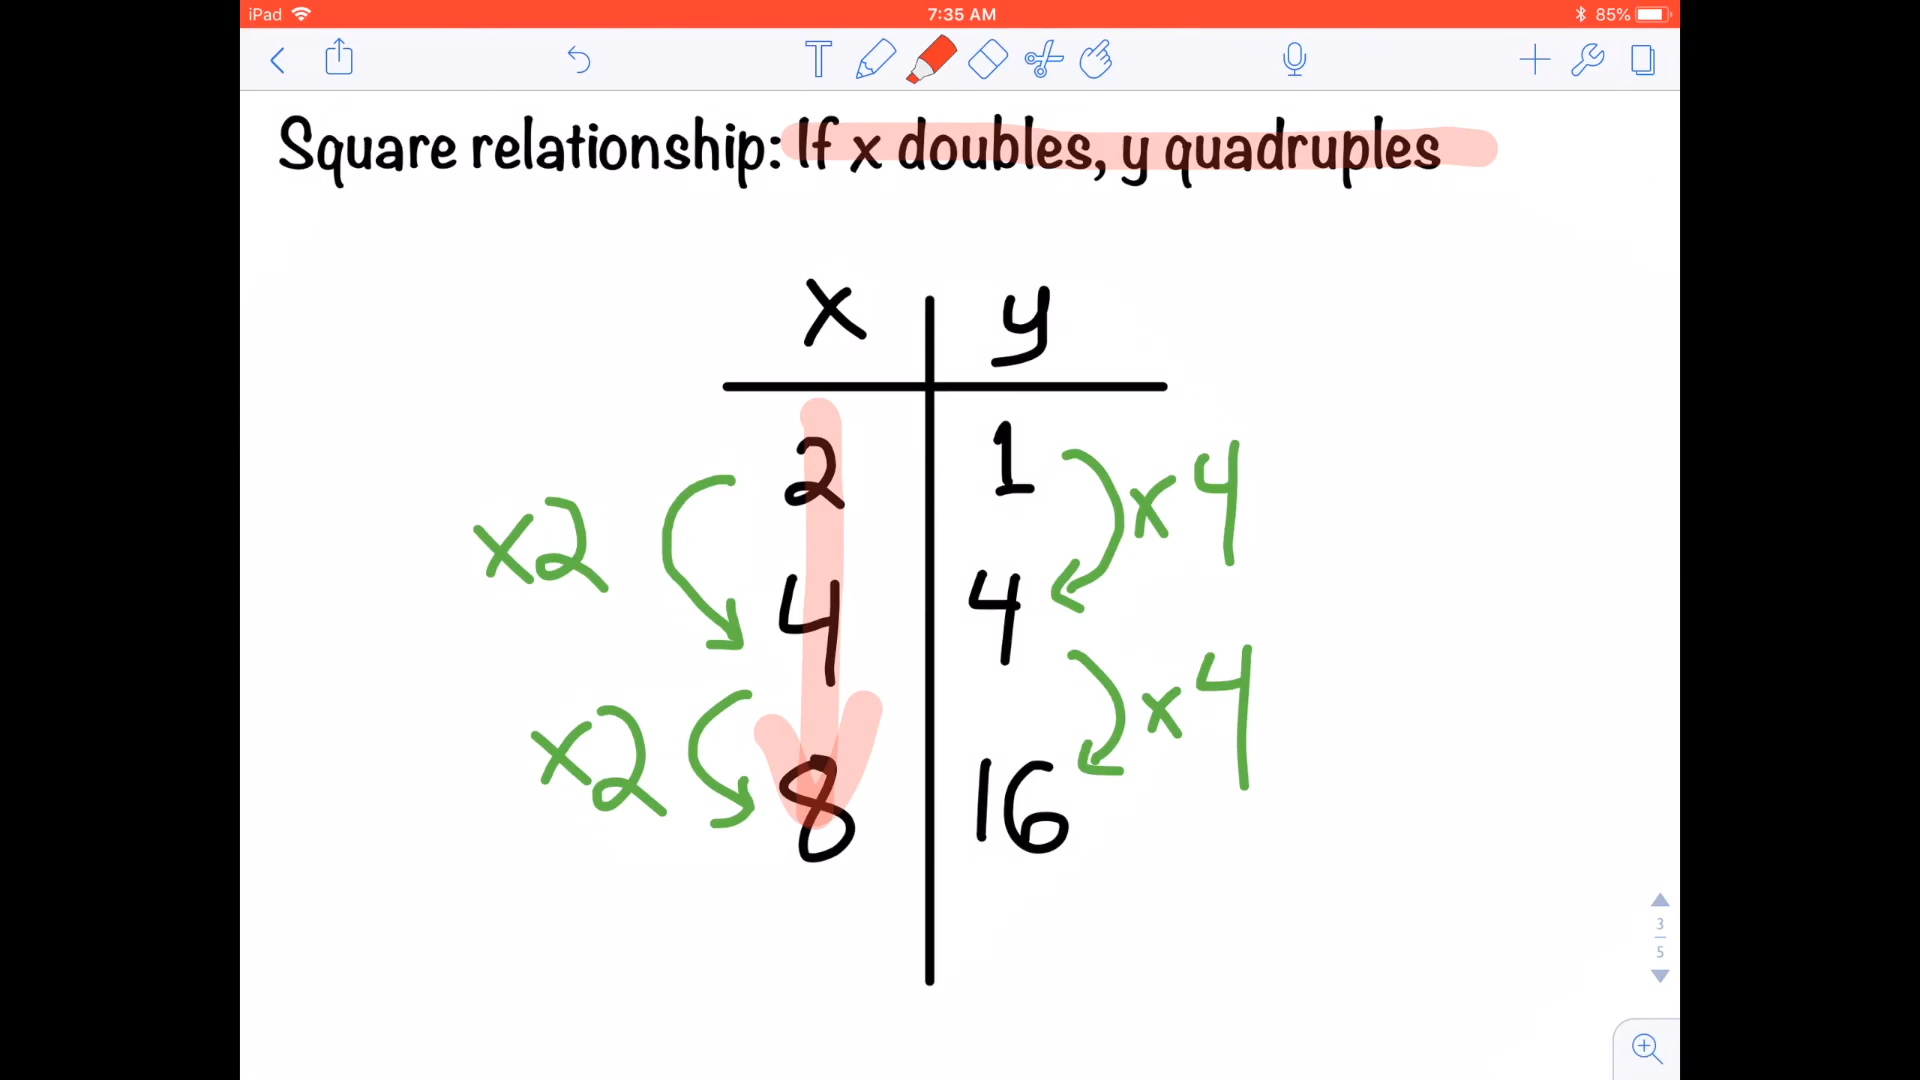 iPad 7:35 AM 85%
T
Square relationship: If x doubles, y quadruples
x y
2 1
x2 x4
4 4
x2 x4
8 16
3
5